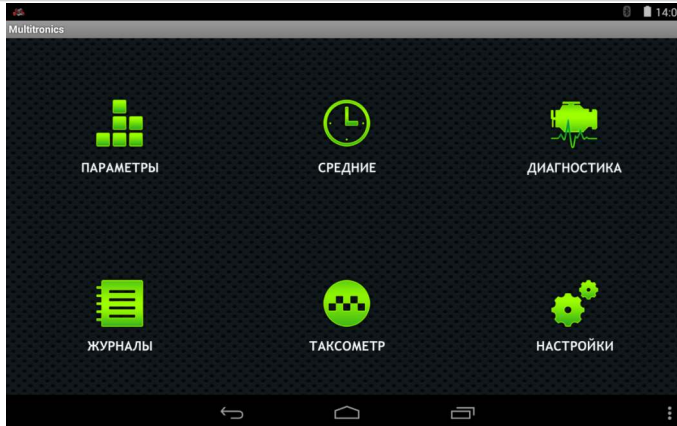 14:0
Multitronics
ПАРАМЕТРЫ СРЕДНИЕ ДИАГНОСТИКА
ЖУРНАЛЫ ТАКСОМЕТР НАСТРОЙКИ